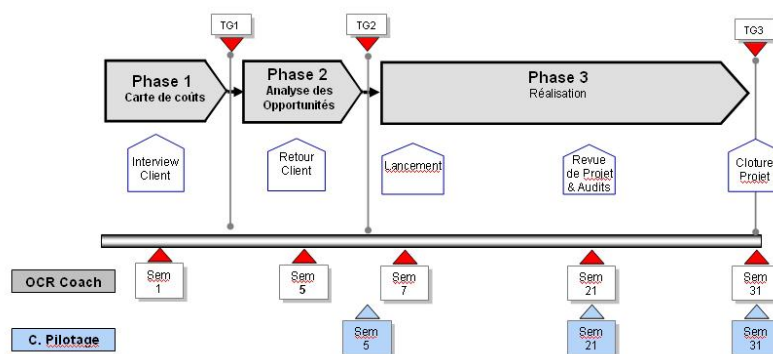 TG1
TG2
TG3
Phase 1
Carte de coûts
Phase 2
Analyse des
Opportunités
Phase 3
Réalisation
Interview
Client
Retour
Client
Lancement
Revue
de Projet
& Audits
Cloture
Projet
OCR Coach
Sem
1
Sem
5
Sem
7
Sem
21
Sem
31
C. Pilotage
Sem
5
Sem
21
Sem
31